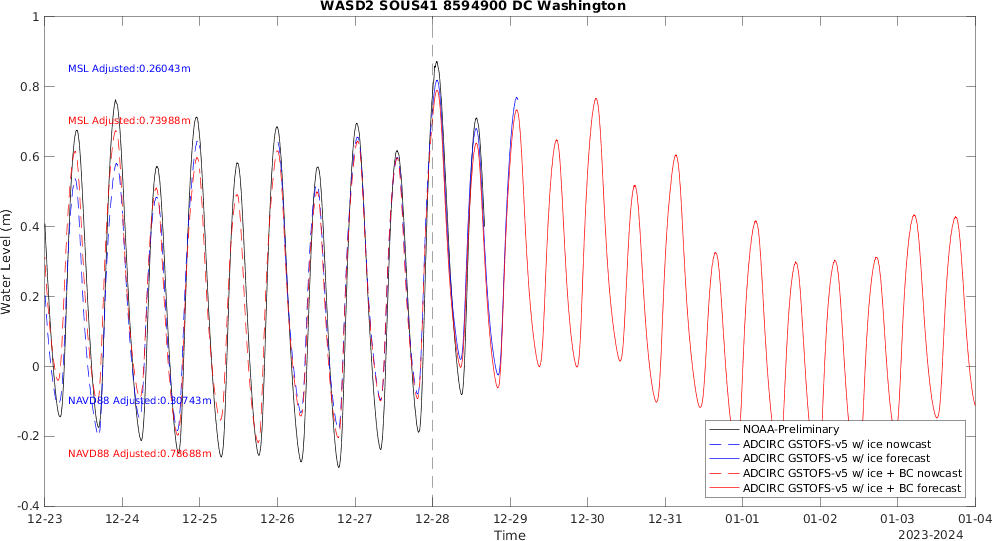 WASD2 SOUS41 8594900 DC Washington
1
0.8
0.6
0.4
0.2
0
-0.2
-0.4
Water Level (m)
MSL Adjusted:0.26043m
MSL Adjusted:0.73988m
NAVD88 Adjusted:0.30743m
NAVD88 Adjusted:0.78688m
NOAA-Preliminary
ADCIRC GSTOFS-v5 w/ ice nowcast
ADCIRC GSTOFS-v5 w/ ice forecast
ADCIRC GSTOFS-v5 w/ ice + BC nowcast
ADCIRC GSTOFS-v5 w/ ice + BC forecast
12-23 12-24 12-25 12-26 12-27 12-28 12-29 12-30 12-31 01-01 01-02 01-03 01-04
Time
2023-2024